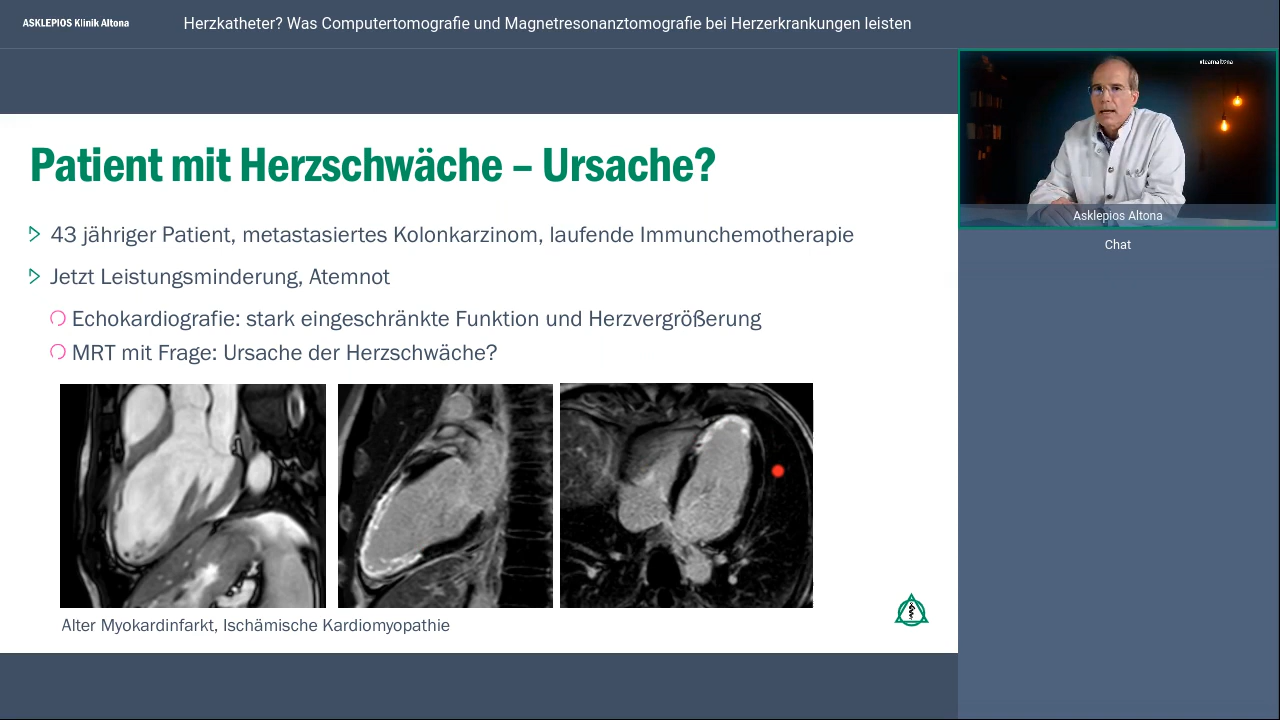 ASKLEPIOS Klinik Altona
Herzkatheter? Was Computertomografie und Magnetresonanztomografie bei Herzerkrankungen leisten
#teamaltona
Asklepios Altona
Chat
Patient mit Herzschwäche – Ursache?
43 jähriger Patient, metastasiertes Kolonkarzinom, laufende Immunchemotherapie
Jetzt Leistungsminderung, Atemnot
Echokardiografie: stark eingeschränkte Funktion und Herzvergrößerung
MRT mit Frage: Ursache der Herzschwäche?
Alter Myokardinfarkt, Ischämische Kardiomyopathie